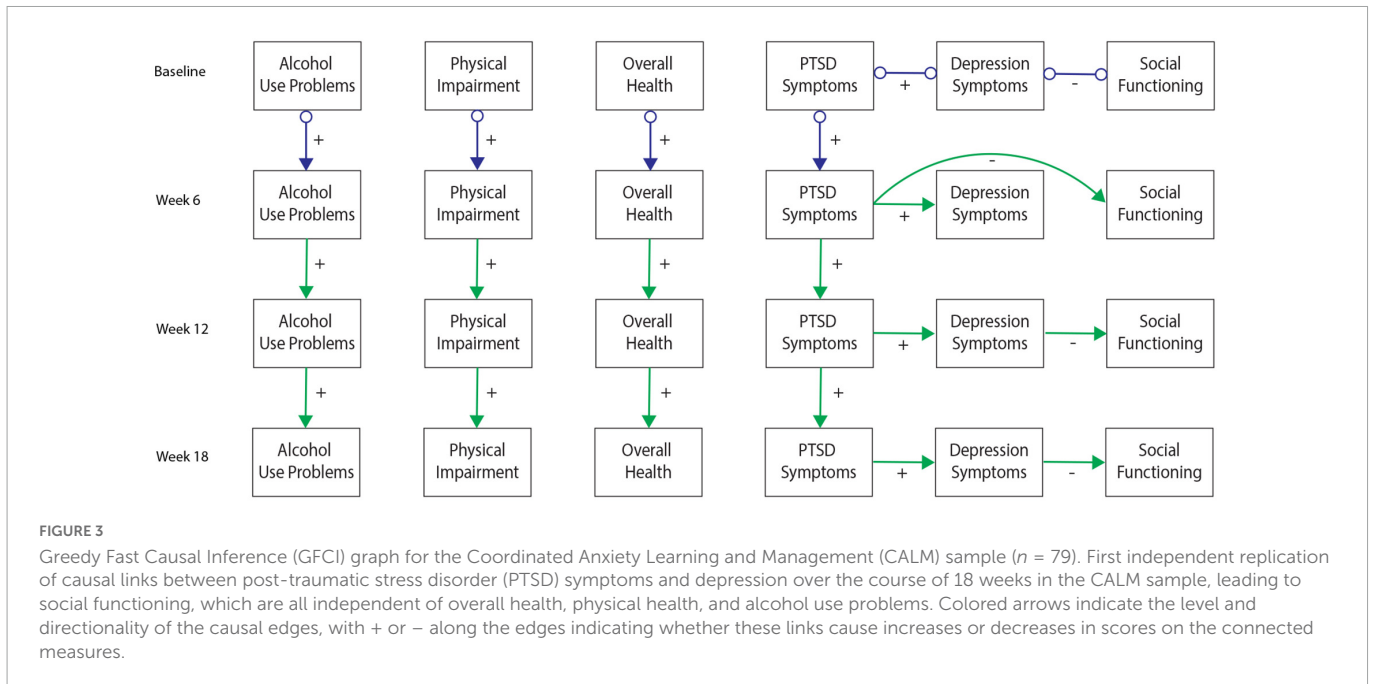 Baseline
Alcohol
Use Problems
Physical
Impairment
Overall
Health
PTSD
Symptoms
+
Depression
Symptoms
-
Social
Functioning
+
+
+
+
Week 6
Alcohol
Use Problems
Physical
Impairment
Overall
Health
PTSD
Symptoms
+
-
Depression
Symptoms
Social
Functioning
+
+
+
+
Week 12
Alcohol
Use Problems
Physical
Impairment
Overall
Health
PTSD
Symptoms
+
Depression
Symptoms
-
Social
Functioning
+
+
+
+
Week 18
Alcohol
Use Problems
Physical
Impairment
Overall
Health
PTSD
Symptoms
+
Depression
Symptoms
-
Social
Functioning
FIGURE 3
Greedy Fast Causal Inference (GFCI) graph for the Coordinated Anxiety Learning and Management (CALM) sample (n = 79). First independent replication
of causal links between post-traumatic stress disorder (PTSD) symptoms and depression over the course of 18 weeks in the CALM sample, leading to
social functioning, which are all independent of overall health, physical health, and alcohol use problems. Colored arrows indicate the level and
directionality of the causal edges, with + or – along the edges indicating whether these links cause increases or decreases in scores on the connected
measures.